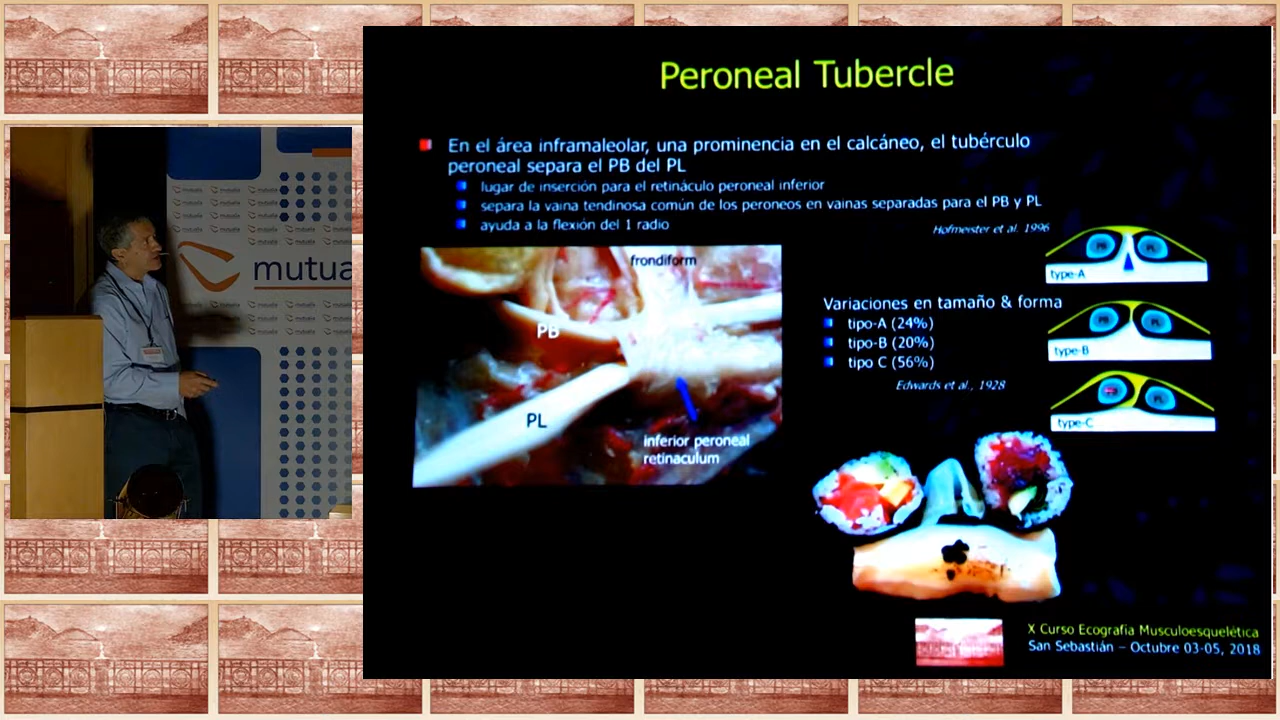 Peroneal Tubercle
En el área inframaleolar, una prominencia en el calcáneo, el tubérculo
peroneal separa el PB del PL
lugar de inserción para el retináculo peroneal inferior
separa la vaina tendinosa común de los peroneos en vainas separadas para el PB y PL
ayuda a la flexión del 1 radio
Hofmeister et al. 1996
frondiform
PB
PL
inferior peroneal
retinaculum
type-A
Variaciones en tamaño & forma
tipo-A (24%)
tipo-B (20%)
tipo C (56%)
Edwards et al., 1928
type-B
type-C
X Curso Ecografía Musculoesquelética
San Sebastián – Octubre 03-05, 2018
mutua